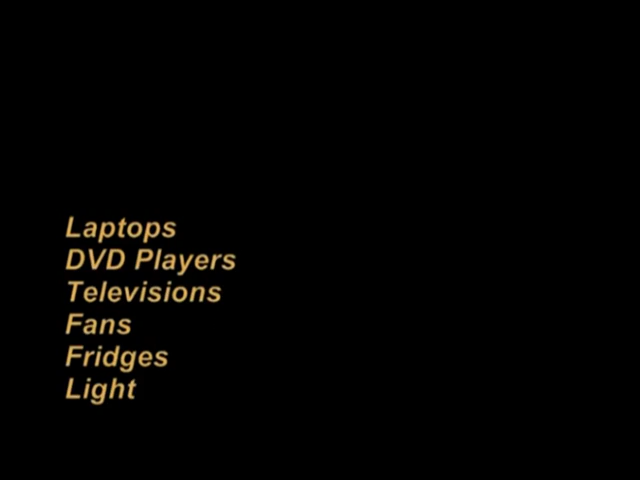 Laptops
DVD Players
Televisions
Fans
Fridges
Light